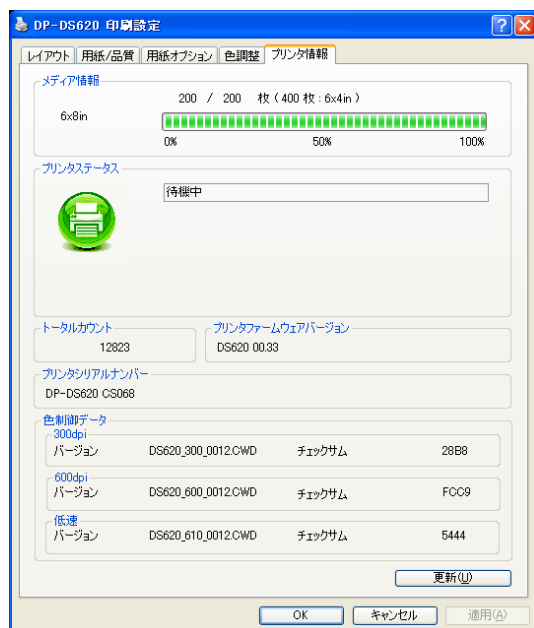 DP-DS620 印刷設定
レイアウト 用紙/品質 用紙オプション 色調整 プリンタ情報
メディア情報
200 / 200 枚 ( 400 枚 : 6x4in )
6x8in
0% 50% 100%
プリンタステータス
待機中
トータルカウント プリンタファームウェアバージョン
12823 DS620 00.33
プリンタシリアルナンバー
DP-DS620 CS068
色制御データ
300dpi
バージョン DS620_300_0012.CWD チェックサム 28B8
600dpi
バージョン DS620_600_0012.CWD チェックサム FCC9
低速
バージョン DS620_610_0012.CWD チェックサム 5444
更新(U)
OK キャンセル 適用(A)